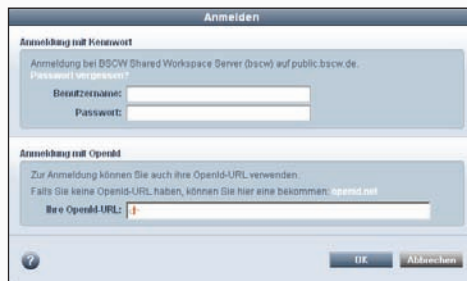 Anmelden
Anmeldung mit Kennwort
Anmeldung bei BSCW Shared Workspace Server (bscw) auf public.bscw.de.
Passwort vergessen?
Benutzername:
Passwort:
Anmeldung mit OpenId
Zur Anmeldung können Sie auch ihre OpenId-URL verwenden.
Falls Sie keine OpenId-URL haben, können Sie hier eine bekommen: openid.net
Ihre OpenId-URL:
?
OK
Abbrechen